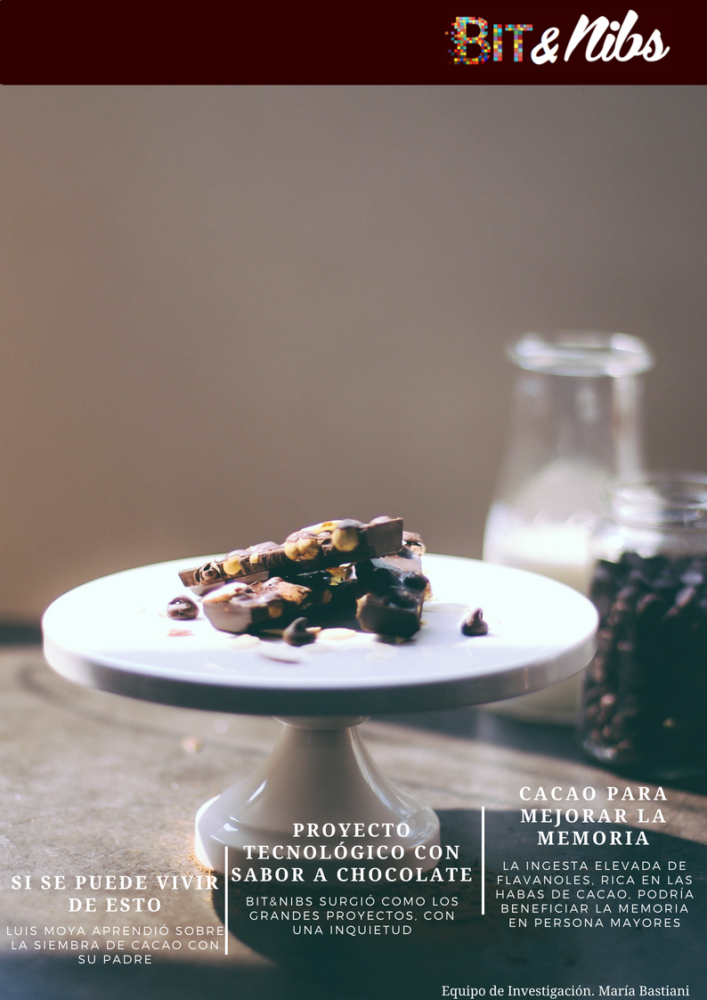 BIT&Nibs
SI SE PUEDE VIVIR
DE ESTO
LUIS MOYA APRENDIÓ SOBRE
LA SIEMBRA DE CACAO CON
SU PADRE
PROYECTO
TECNOLÓGICO CON
SABOR A CHOCOLATE
BIT&NIBS SURGIÓ COMO LOS
GRANDES PROYECTOS, CON
UNA INQUIETUD
CACAO PARA
MEJORAR LA
MEMORIA
LA INGESTA ELEVADA DE
FLAVANOLES, RICA EN LAS
HABAS DE CACAO, PODRÍA
BENEFICIAR LA MEMORIA
EN PERSONA MAYORES
Equipo de Investigación. María Bastiani